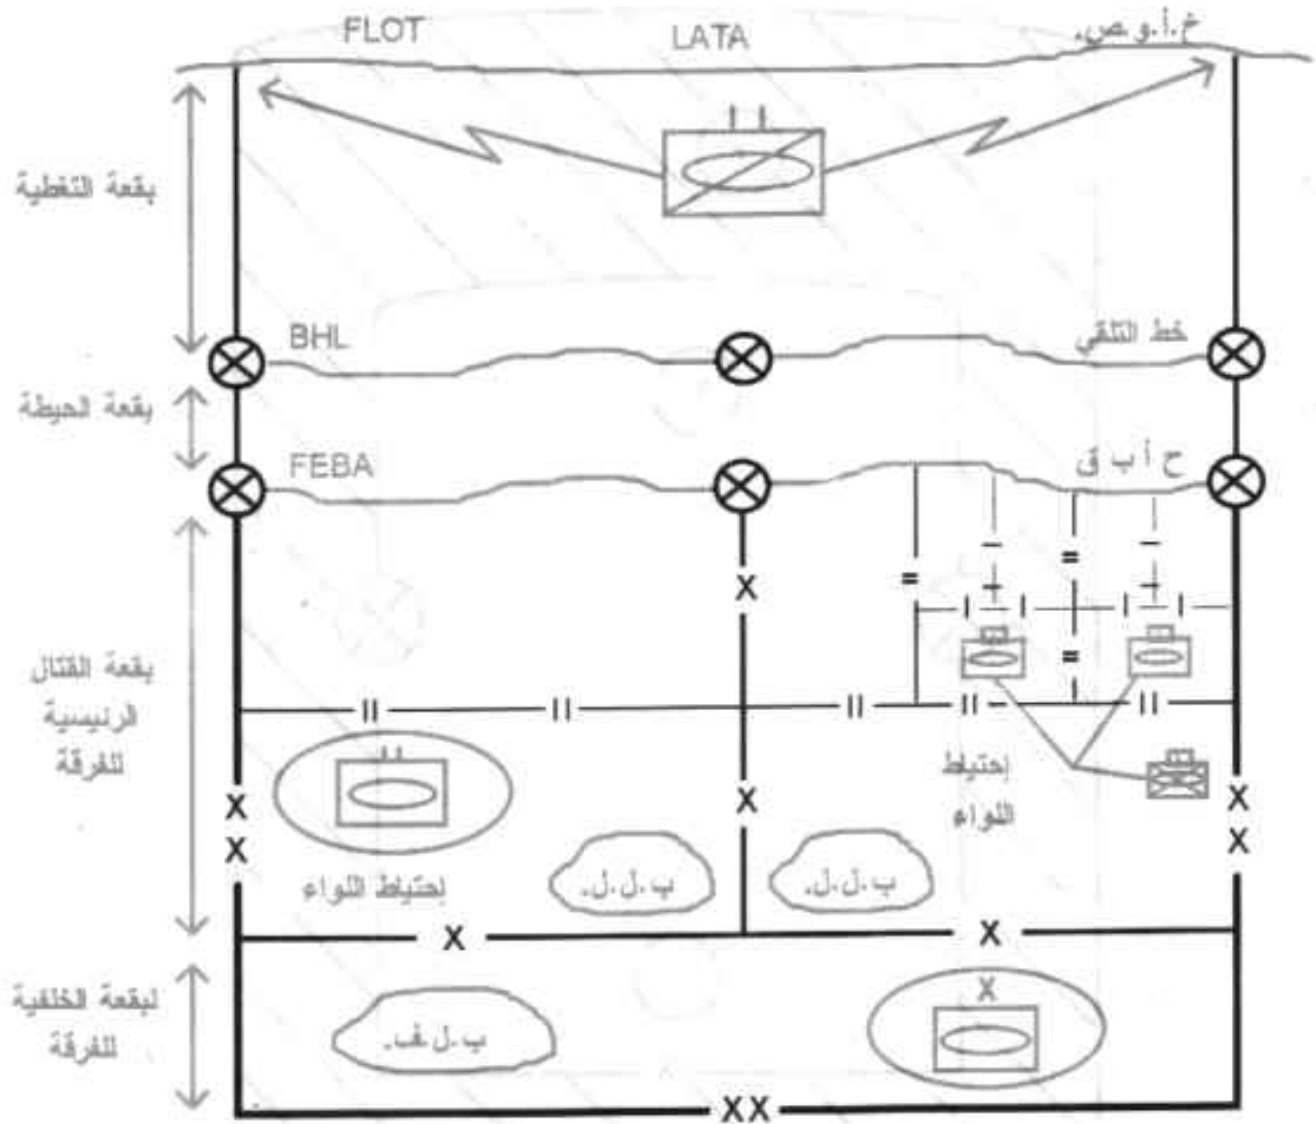 FLOT LATA خ.أ.و.ص.
بقعة التغطية
BHL خط التلقي
بقعة الحيطة
FEBA ح أ ب ق
X
بقعة القتال
الرئيسية
للفرقة
إحتياط
اللواء
X X X
X X
إحتياط اللواء
ب.ل.ل. ب.ل.ل.
X X
لبقعة الخلفية
للفرقة
X
ب.ل.ف.
XX